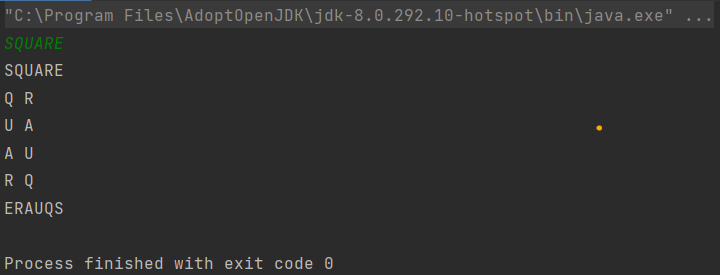 "C:\Program Files\AdoptOpenJDK\jdk-8.0.292.10-hotspot\bin\java.exe" ...
SQUARE
SQUARE
Q R
U A
A U
R Q
ERAUQS
Process finished with exit code 0